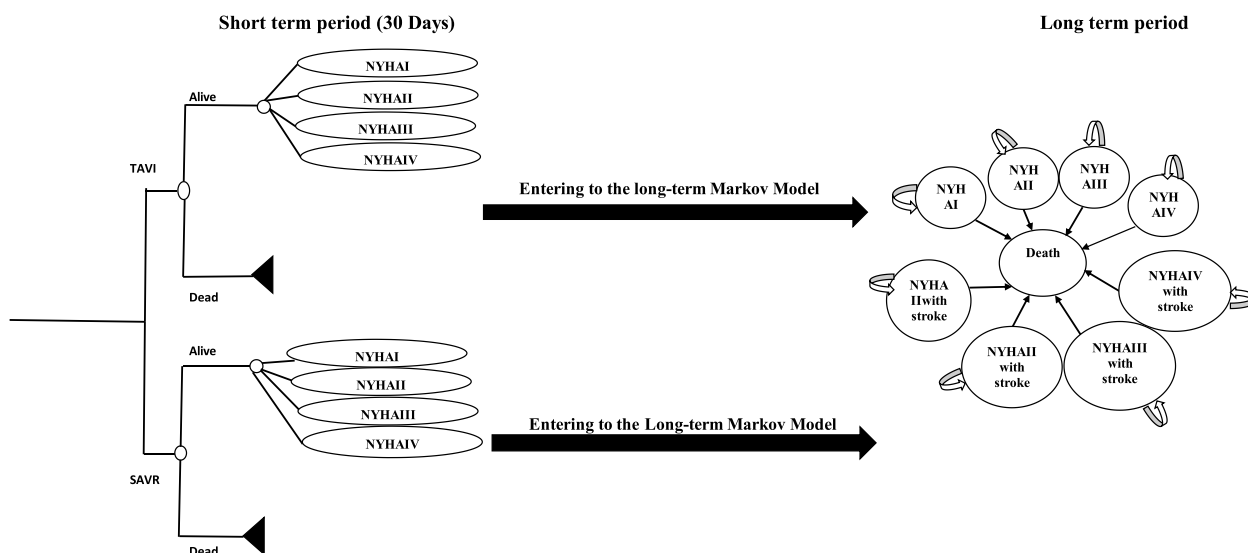 Short term period (30 Days)
Long term period
NYHAI
NYHAII
NYHAIII
NYHAIV
Alive
TAVI
Dead
Entering to the long-term Markov Model
Alive
NYHAI
NYHAII
NYHAIII
NYHAIV
SAVR
Dead
Entering to the Long-term Markov Model
NYH
AI
NYH
AII
NYH
AIII
NYH
AIV
Death
NYHA
IIwith
stroke
NYHAII
with
stroke
NYHAIII
with
stroke
NYHAIV
with
stroke